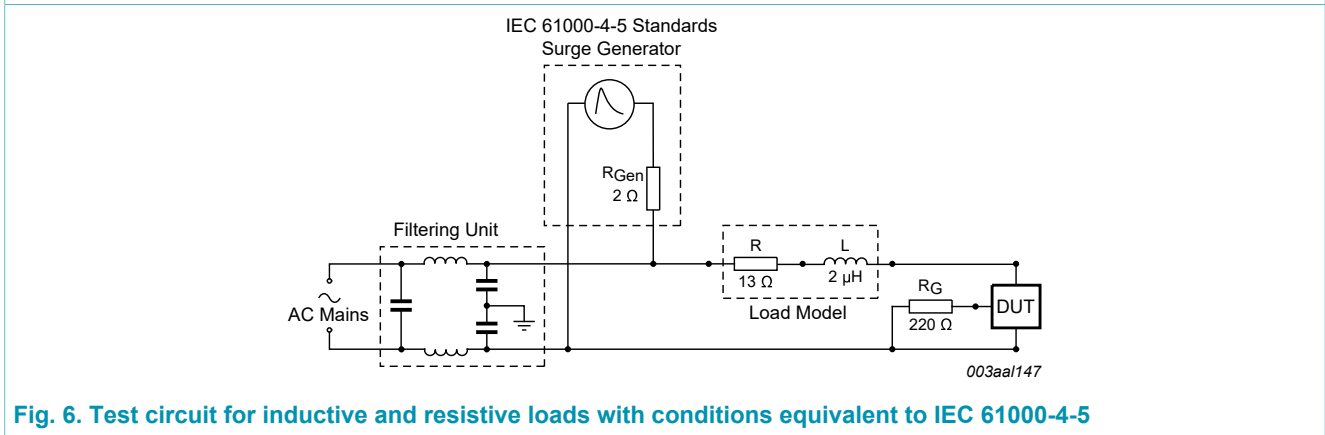 IEC 61000-4-5 Standards
Surge Generator
RGen
2 Ω
Filtering Unit
AC Mains
R
13 Ω
L
2 μH
Load Model
RG
220 Ω
DUT
003aal147
Fig. 6. Test circuit for inductive and resistive loads with conditions equivalent to IEC 61000-4-5